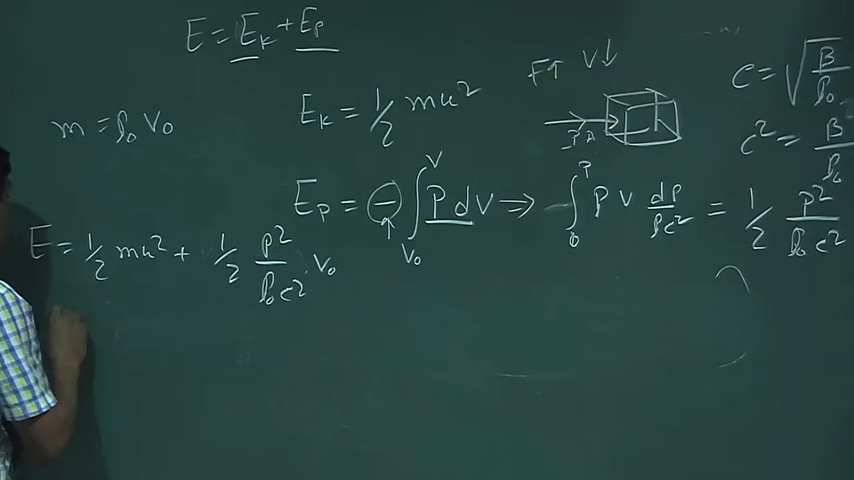 E = E_k + E_p
F↑ V↓
C = √(B/ρ₀)
m = ρ₀ V₀
E_k = 1/2 mu²
PA
C² = B/ρ₀
E_p = ⊖ ∫_{V₀}^{V} P dV ⇒ -∫_0^P P V dP/ρc² = 1/2 P²/ρ₀c²
E = 1/2 mu² + 1/2 P²/ρ₀c² · V₀